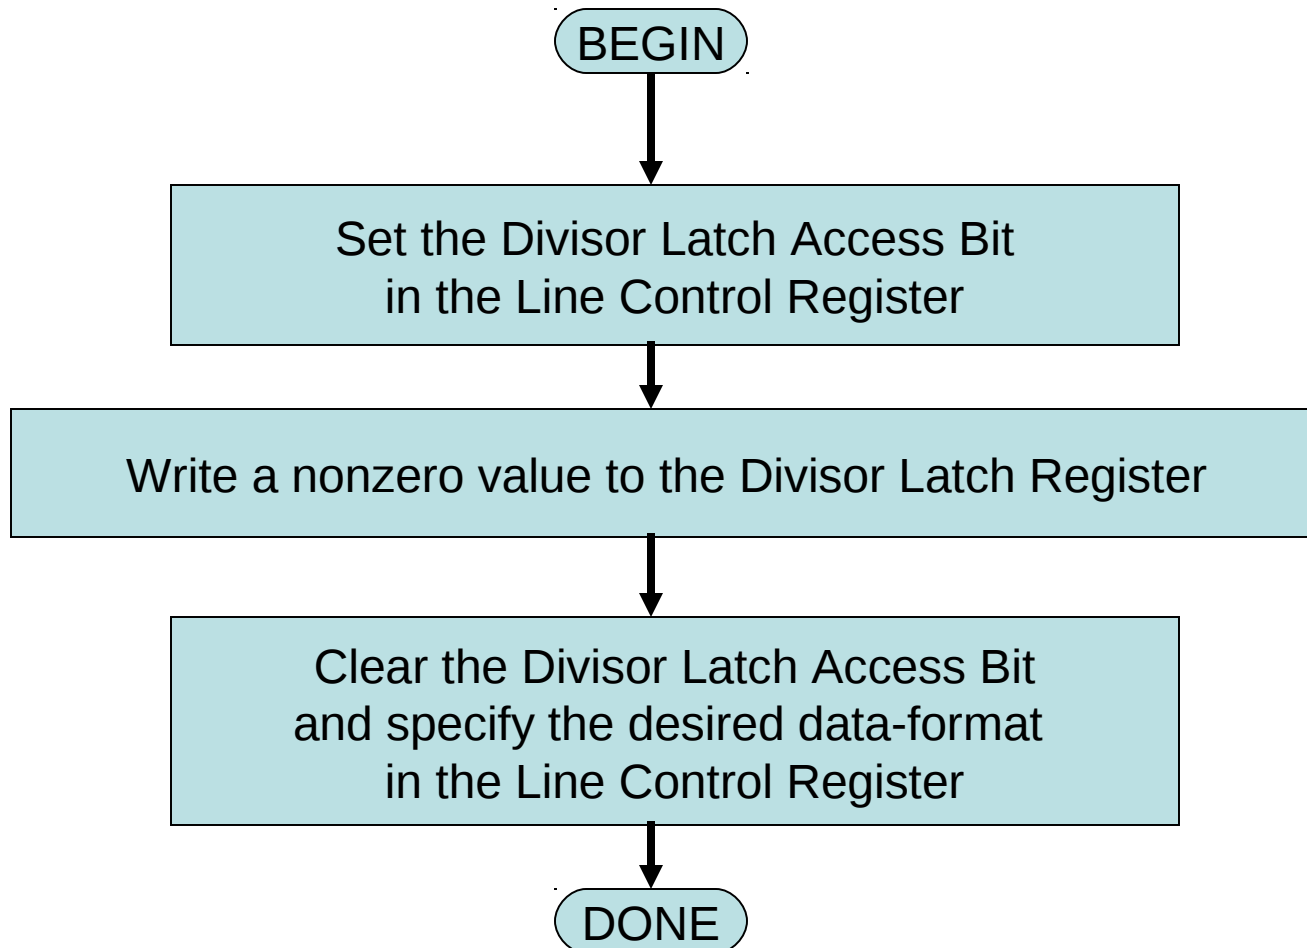 BEGIN
Set the Divisor Latch Access Bit
in the Line Control Register
Write a nonzero value to the Divisor Latch Register
Clear the Divisor Latch Access Bit
and specify the desired data-format
in the Line Control Register
DONE